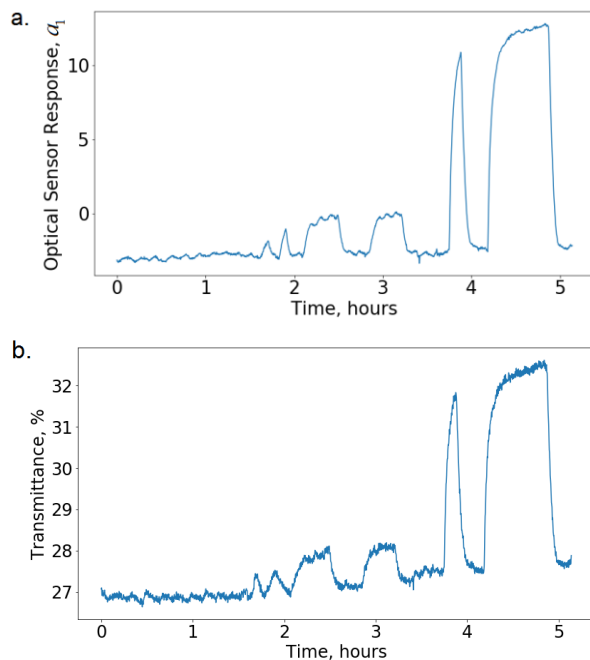 a.
Optical Sensor Response, a₁
10
5
0
0 1 2 3 4 5
Time, hours
b.
Transmittance, %
32
31
30
29
28
27
0 1 2 3 4 5
Time, hours